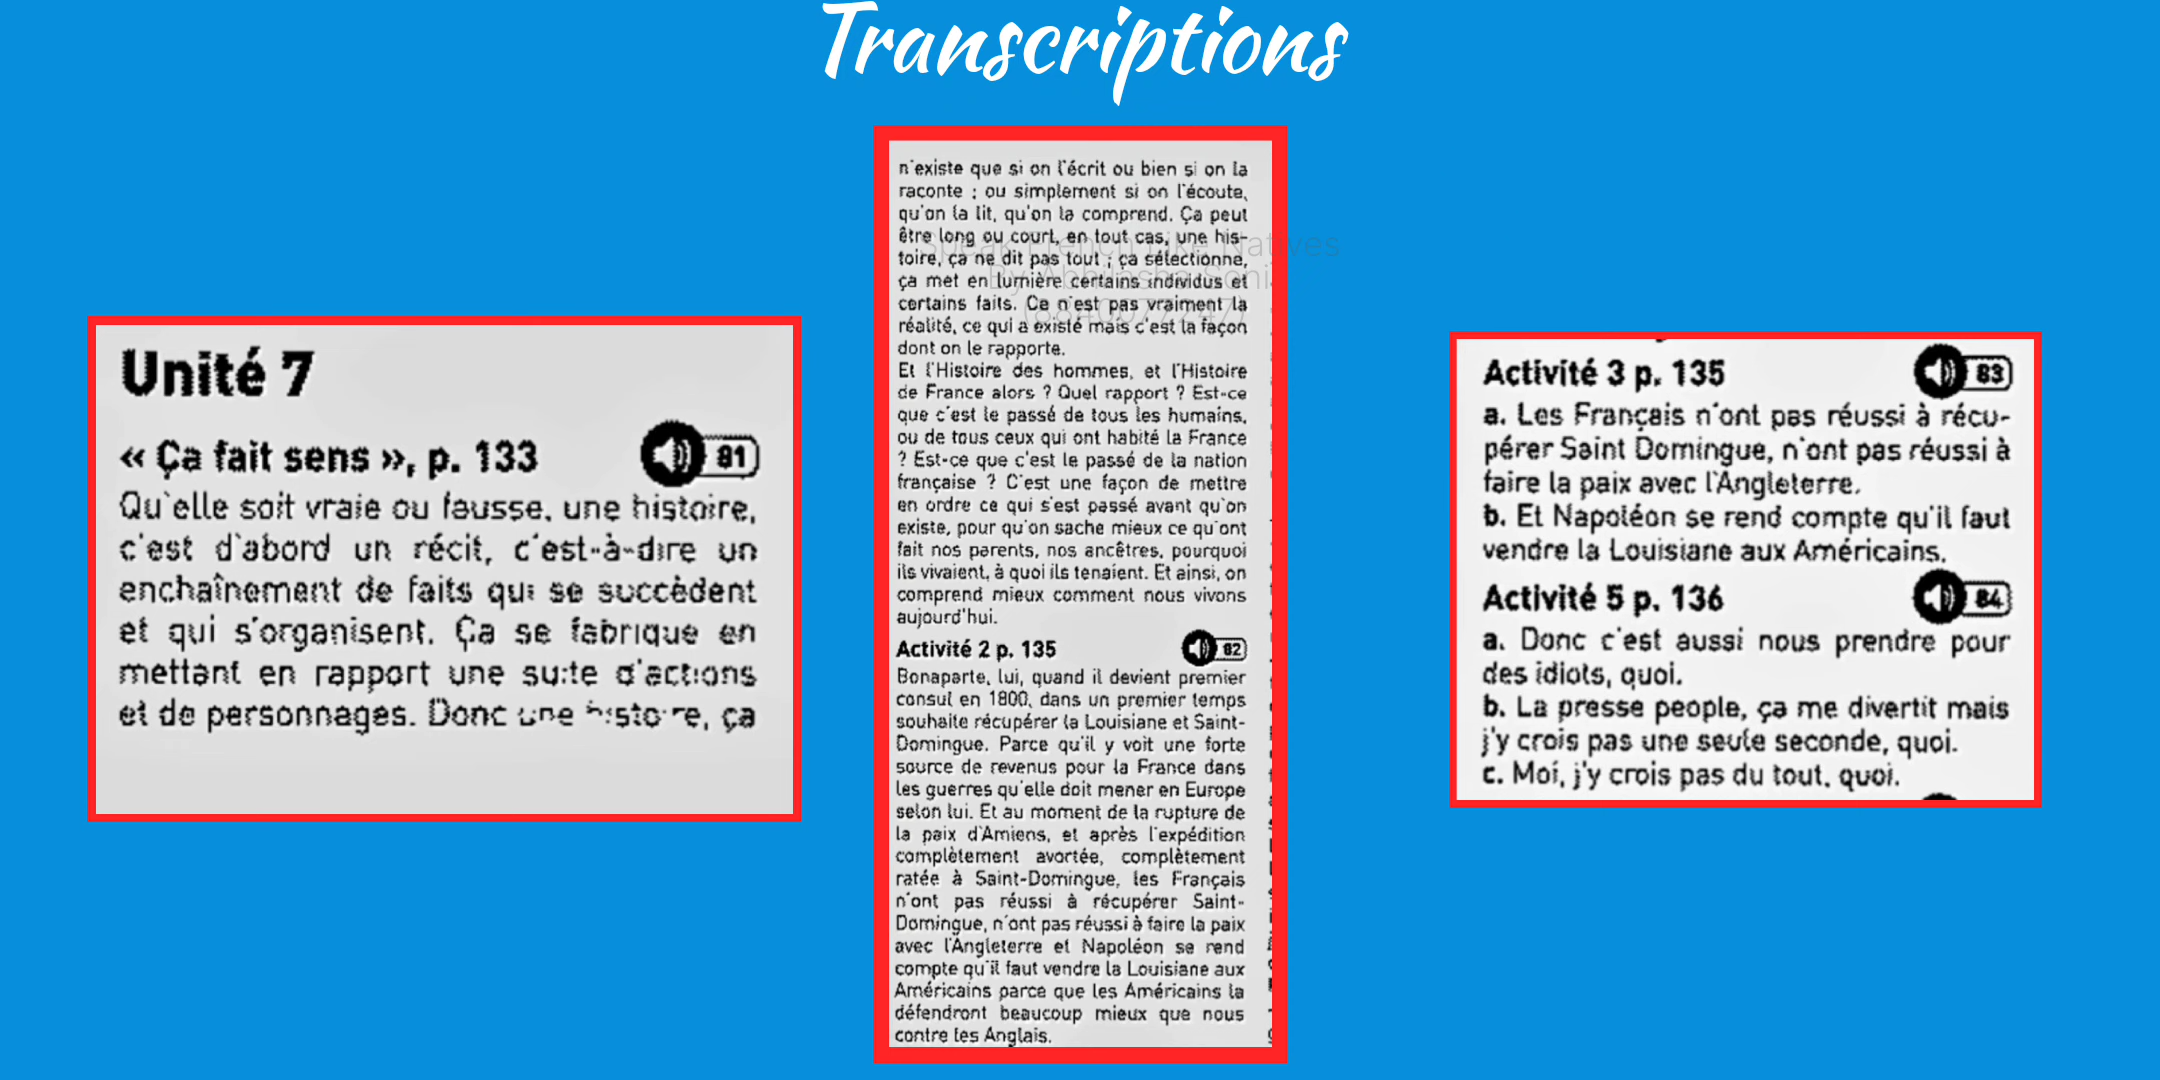 Transcriptions
Unité 7
« Ça fait sens », p. 133 81
Qu'elle soit vraie ou fausse, une histoire,
c'est d'abord un récit, c'est-à-dire un
enchaînement de faits qui se succèdent
et qui s'organisent. Ça se fabrique en
mettant en rapport une suite d'actions
et de personnages. Donc une histoire, ça
n'existe que si on l'écrit ou bien si on la
raconte ; ou simplement si on l'écoute,
qu'on la lit, qu'on la comprend. Ça peut
être long ou court, en tout cas, une his-
toire, ça ne dit pas tout ; ça sélectionne,
ça met en lumière certains individus et
certains faits. Ce n'est pas vraiment la
réalité, ce qui a existé mais c'est la façon
dont on le rapporte.
Et l'Histoire des hommes, et l'Histoire
de France alors ? Quel rapport ? Est-ce
que c'est le passé de tous les humains,
ou de tous ceux qui ont habité la France
? Est-ce que c'est le passé de la nation
française ? C'est une façon de mettre
en ordre ce qui s'est passé avant qu'on
existe, pour qu'on sache mieux ce qu'ont
fait nos parents, nos ancêtres, pourquoi
ils vivaient, à quoi ils tenaient. Et ainsi, on
comprend mieux comment nous vivons
aujourd'hui.
Activité 2 p. 135 82
Bonaparte, lui, quand il devient premier
consul en 1800, dans un premier temps
souhaite récupérer la Louisiane et Saint-
Domingue. Parce qu'il y voit une forte
source de revenus pour la France dans
les guerres qu'elle doit mener en Europe
selon lui. Et au moment de la rupture de
la paix d'Amiens, et après l'expédition
complètement avortée, complètement
ratée à Saint-Domingue, les Français
n'ont pas réussi à récupérer Saint-
Domingue, n'ont pas réussi à faire la paix
avec l'Angleterre et Napoléon se rend
compte qu'il faut vendre la Louisiane aux
Américains parce que les Américains la
défendront beaucoup mieux que nous
contre les Anglais.
Speak French Like Natives
By Abhilasha Soni
(8840077247)
Activité 3 p. 135 83
a. Les Français n'ont pas réussi à récu-
pérer Saint Domingue, n'ont pas réussi à
faire la paix avec l'Angleterre.
b. Et Napoléon se rend compte qu'il faut
vendre la Louisiane aux Américains.
Activité 5 p. 136 84
a. Donc c'est aussi nous prendre pour
des idiots, quoi.
b. La presse people, ça me divertit mais
j'y crois pas une seule seconde, quoi.
c. Moi, j'y crois pas du tout, quoi.